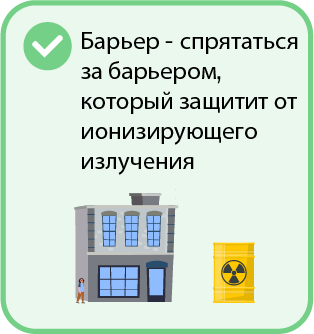 Барьер - спрятаться
за барьером,
который защитит от
ионизирующего
излучения